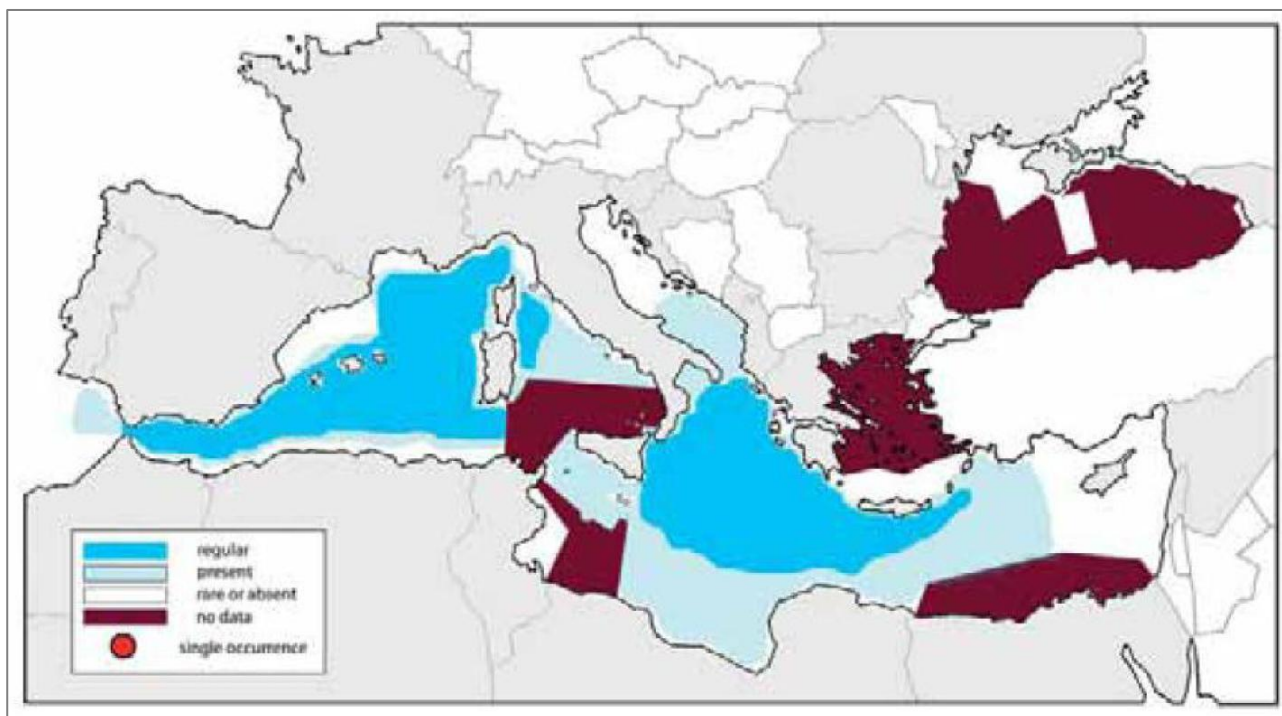 regular
present
rare or absent
no data
single occurrence